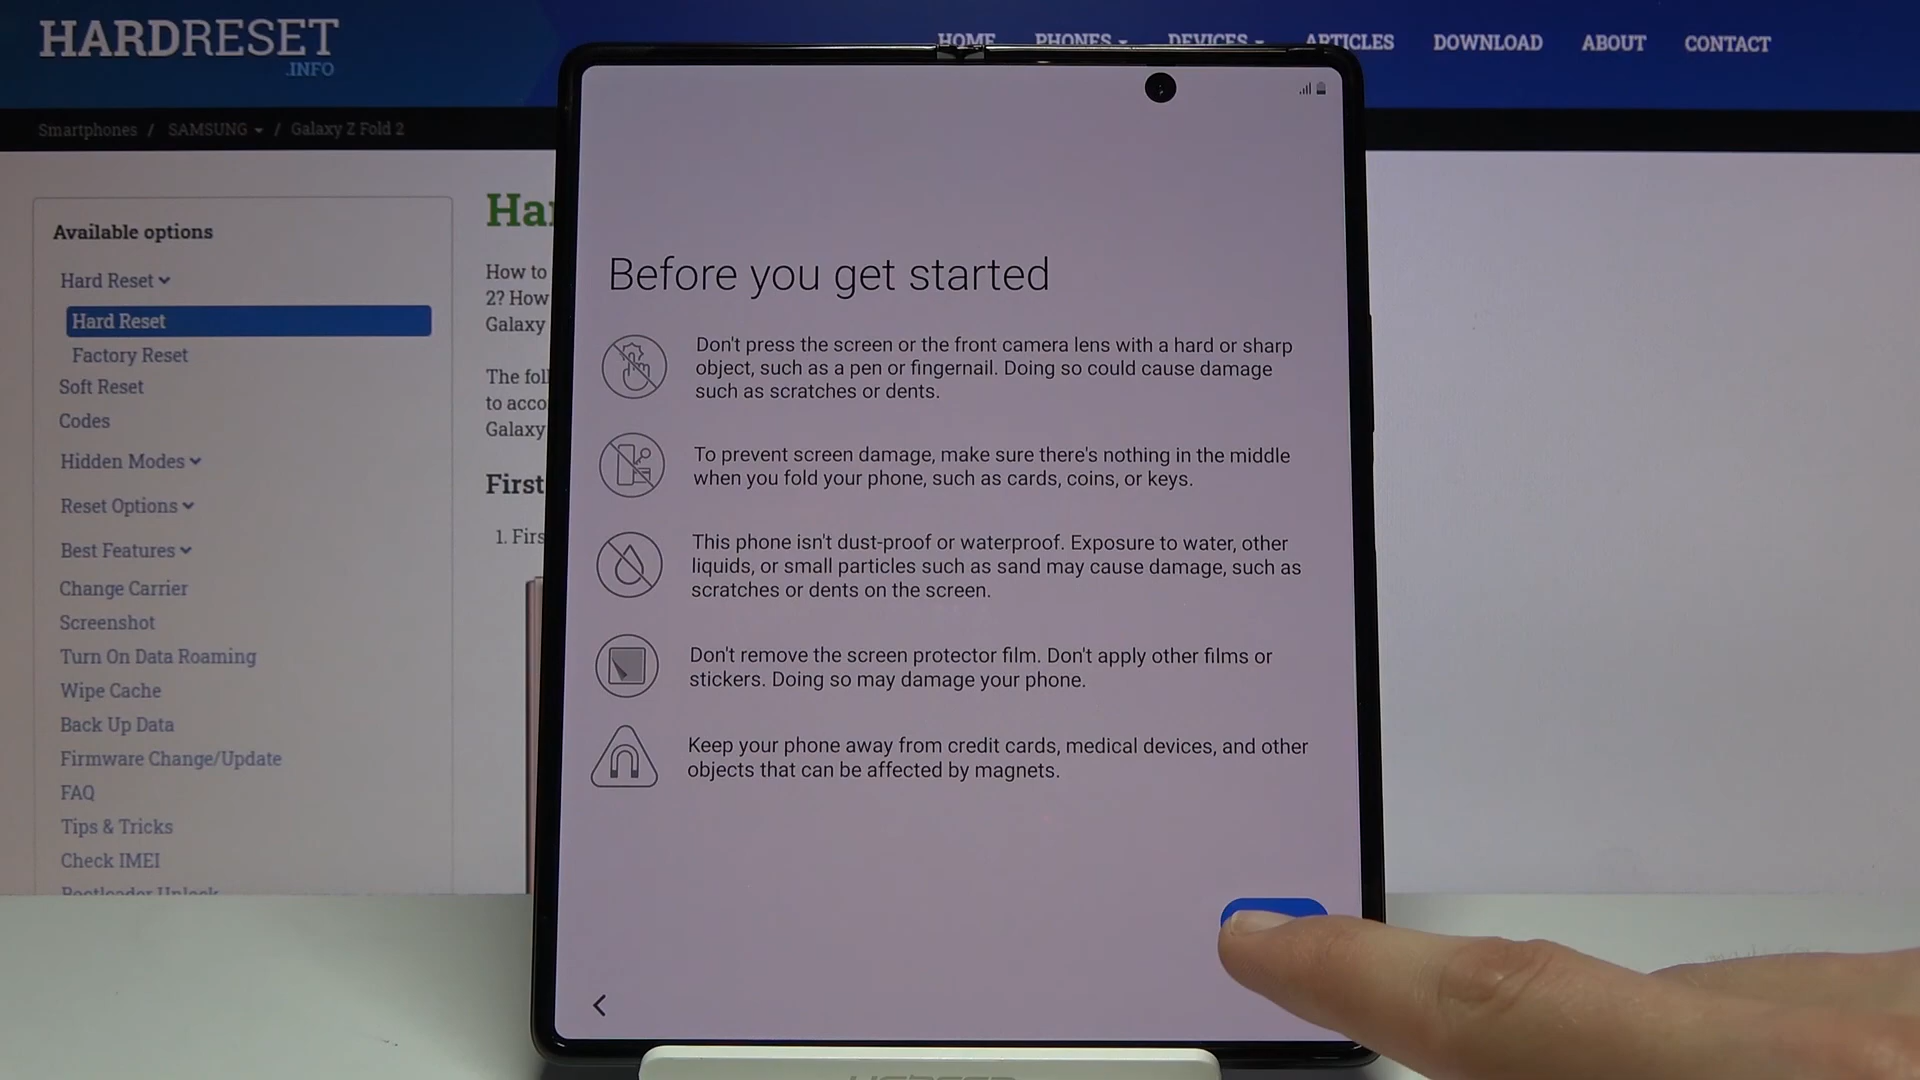 HARDRESET
.INFO
HOME PHONES DEVICES ARTICLES DOWNLOAD ABOUT CONTACT
Smartphones / SAMSUNG / Galaxy Z Fold 2
Available options
Hard Reset
Hard Reset
Factory Reset
Soft Reset
Codes
Hidden Modes
Reset Options
Best Features
Change Carrier
Screenshot
Turn On Data Roaming
Wipe Cache
Back Up Data
Firmware Change/Update
FAQ
Tips & Tricks
Check IMEI
Bootloader Unlock
How to
2? How
Galaxy
to
Galaxy
First
1.
Before you get started
Don't press the screen or the front camera lens with a hard or sharp
object, such as a pen or fingernail. Doing so could cause damage
such as scratches or dents.
To prevent screen damage, make sure there's nothing in the middle
when you fold your phone, such as cards, coins, or keys.
This phone isn't dust-proof or waterproof. Exposure to water, other
liquids, or small particles such as sand may cause damage, such as
scratches or dents on the screen.
Don't remove the screen protector film. Don't apply other films or
stickers. Doing so may damage your phone.
Keep your phone away from credit cards, medical devices, and other
objects that can be affected by magnets.